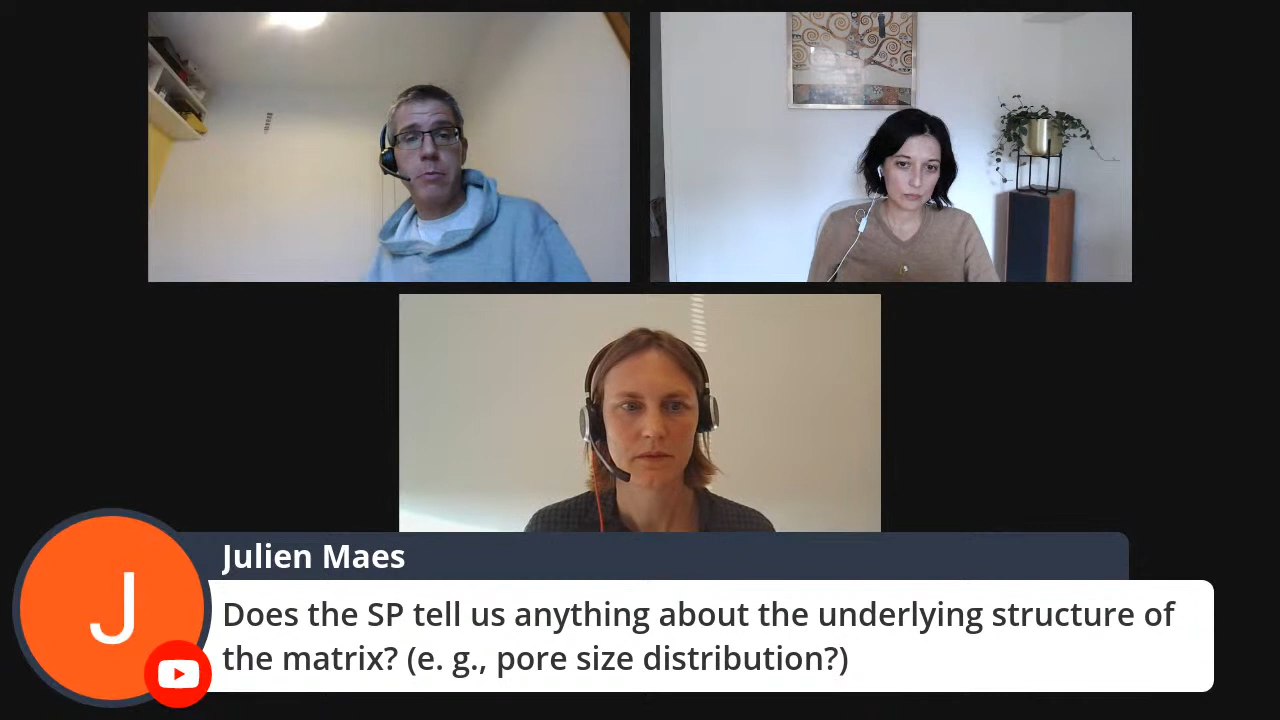 Julien Maes
J
Does the SP tell us anything about the underlying structure of
the matrix? (e. g., pore size distribution?)